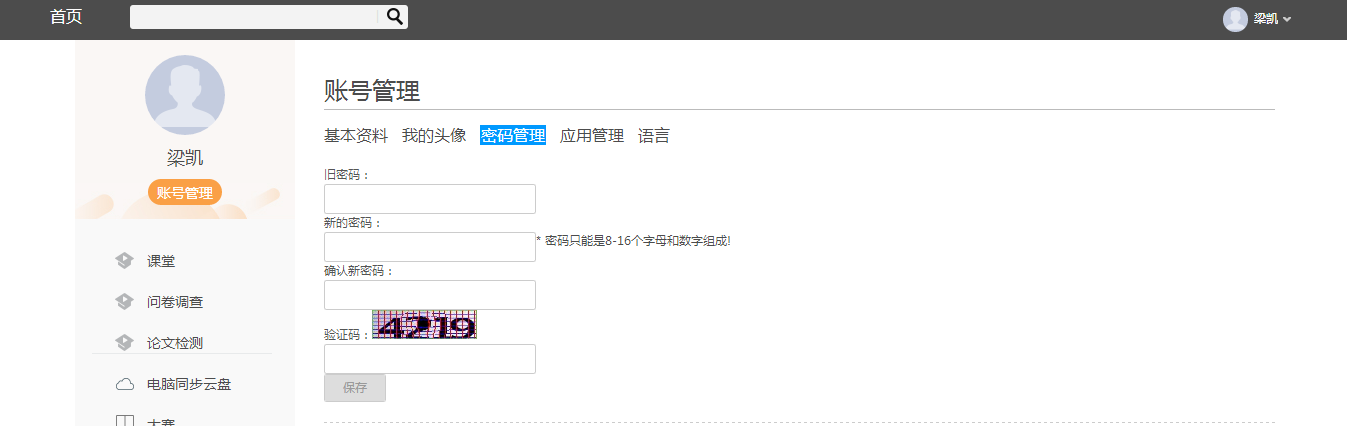 首页
梁凯
梁凯
账号管理
课堂
问卷调查
论文检测
电脑同步云盘
大赛
账号管理
基本资料 我的头像 密码管理 应用管理 语言
旧密码：
新的密码：
* 密码只能是8-16个字母和数字组成!
确认新密码：
验证码： 4219
保存